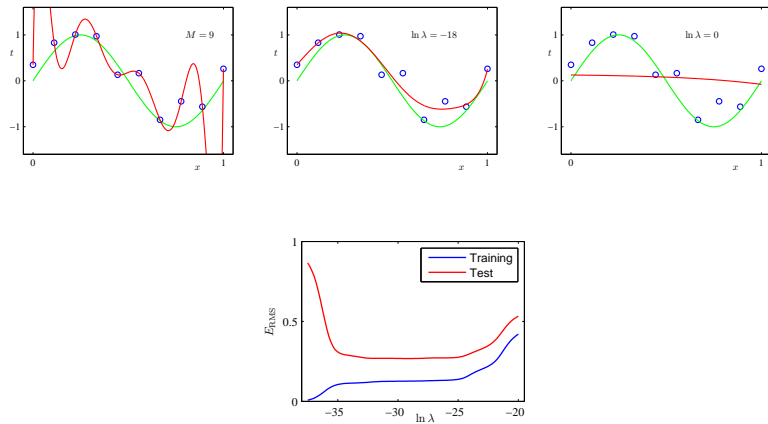 M = 9
t
1
0
−1
0
x
1
ln λ = −18
t
1
0
−1
0
x
1
ln λ = 0
t
1
0
−1
0
x
1
Training
Test
E_RMS
1
0.5
0
−35
−30
−25
−20
ln λ